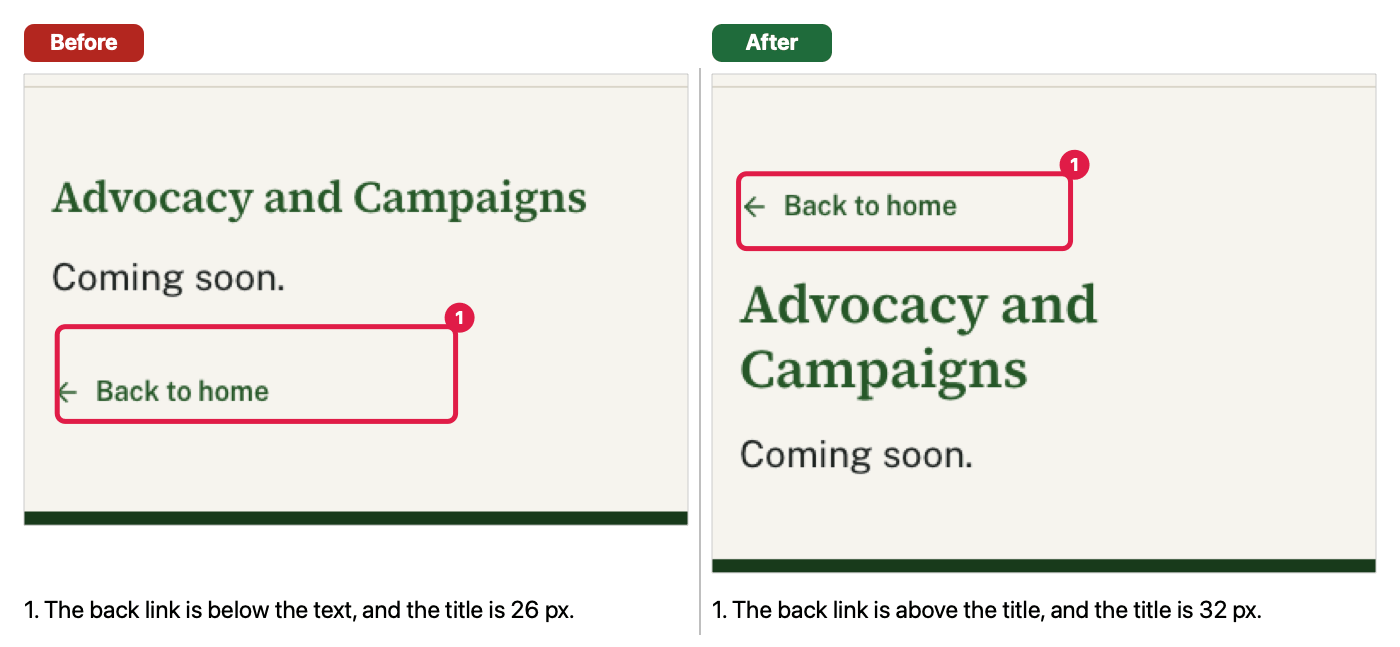 Before
Advocacy and Campaigns
Coming soon.
1
← Back to home
1. The back link is below the text, and the title is 26 px.
After
1
← Back to home
Advocacy and
Campaigns
Coming soon.
1. The back link is above the title, and the title is 32 px.